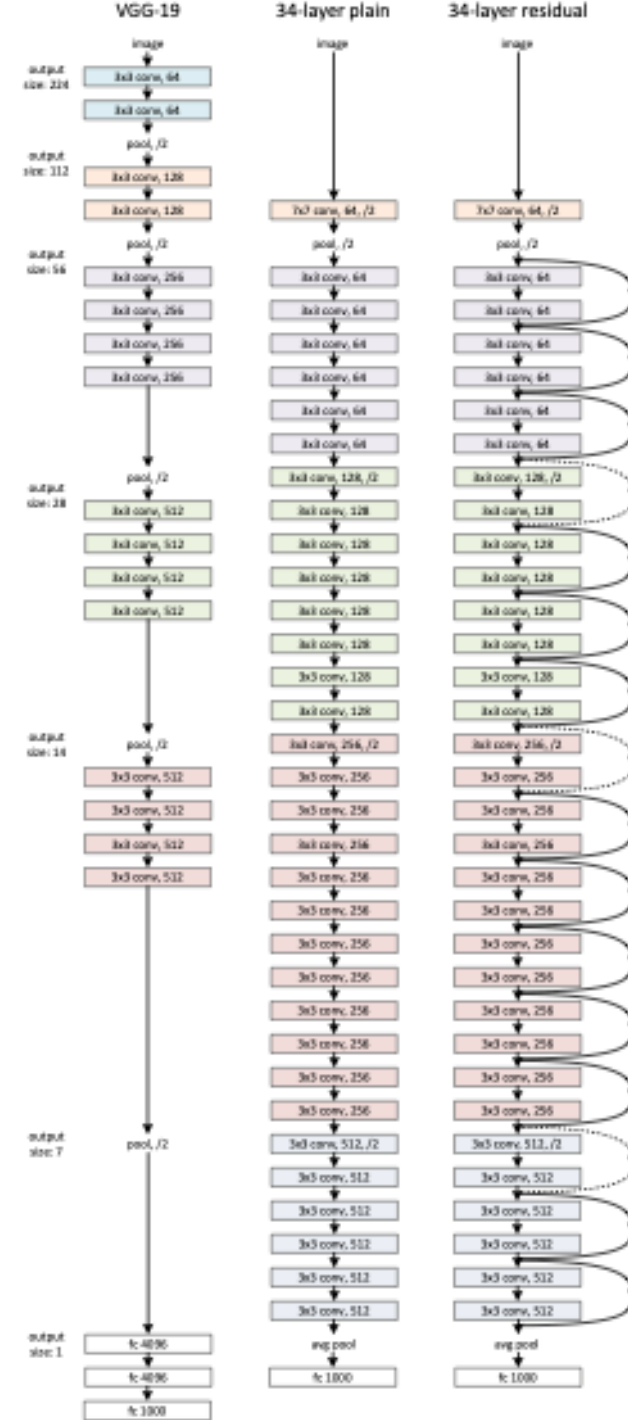 VGG-19
image
output
size: 224
3x3 conv, 64
3x3 conv, 64
pool, /2
output
size: 112
3x3 conv, 128
3x3 conv, 128
pool, /2
output
size: 56
3x3 conv, 256
3x3 conv, 256
3x3 conv, 256
3x3 conv, 256
pool, /2
output
size: 28
3x3 conv, 512
3x3 conv, 512
3x3 conv, 512
3x3 conv, 512
pool, /2
output
size: 14
3x3 conv, 512
3x3 conv, 512
3x3 conv, 512
3x3 conv, 512
pool, /2
output
size: 7
output
size: 1
fc 4096
fc 4096
fc 1000
34-layer plain
image
7x7 conv, 64, /2
pool, /2
3x3 conv, 64
3x3 conv, 64
3x3 conv, 64
3x3 conv, 64
3x3 conv, 64
3x3 conv, 64
3x3 conv, 128, /2
3x3 conv, 128
3x3 conv, 128
3x3 conv, 128
3x3 conv, 128
3x3 conv, 128
3x3 conv, 128
3x3 conv, 128
3x3 conv, 256, /2
3x3 conv, 256
3x3 conv, 256
3x3 conv, 256
3x3 conv, 256
3x3 conv, 256
3x3 conv, 256
3x3 conv, 256
3x3 conv, 256
3x3 conv, 256
3x3 conv, 256
3x3 conv, 256
3x3 conv, 512, /2
3x3 conv, 512
3x3 conv, 512
3x3 conv, 512
3x3 conv, 512
3x3 conv, 512
avg pool
fc 1000
34-layer residual
image
7x7 conv, 64, /2
pool, /2
3x3 conv, 64
3x3 conv, 64
3x3 conv, 64
3x3 conv, 64
3x3 conv, 64
3x3 conv, 64
3x3 conv, 128, /2
3x3 conv, 128
3x3 conv, 128
3x3 conv, 128
3x3 conv, 128
3x3 conv, 128
3x3 conv, 128
3x3 conv, 128
3x3 conv, 256, /2
3x3 conv, 256
3x3 conv, 256
3x3 conv, 256
3x3 conv, 256
3x3 conv, 256
3x3 conv, 256
3x3 conv, 256
3x3 conv, 256
3x3 conv, 256
3x3 conv, 256
3x3 conv, 256
3x3 conv, 512, /2
3x3 conv, 512
3x3 conv, 512
3x3 conv, 512
3x3 conv, 512
3x3 conv, 512
avg pool
fc 1000